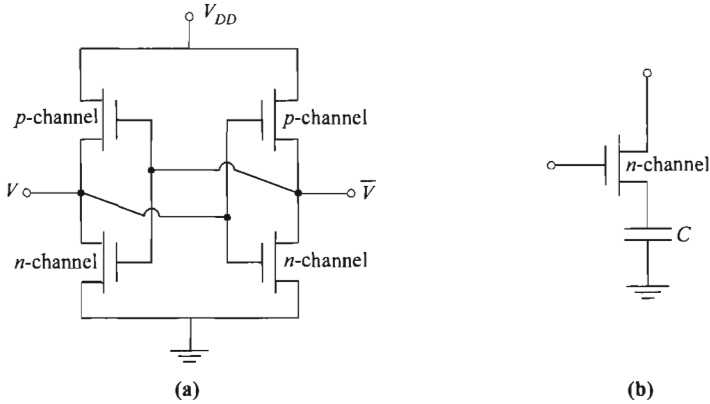 V_DD
p-channel
p-channel
n-channel
V
V̅
n-channel
n-channel
C
(a)
(b)